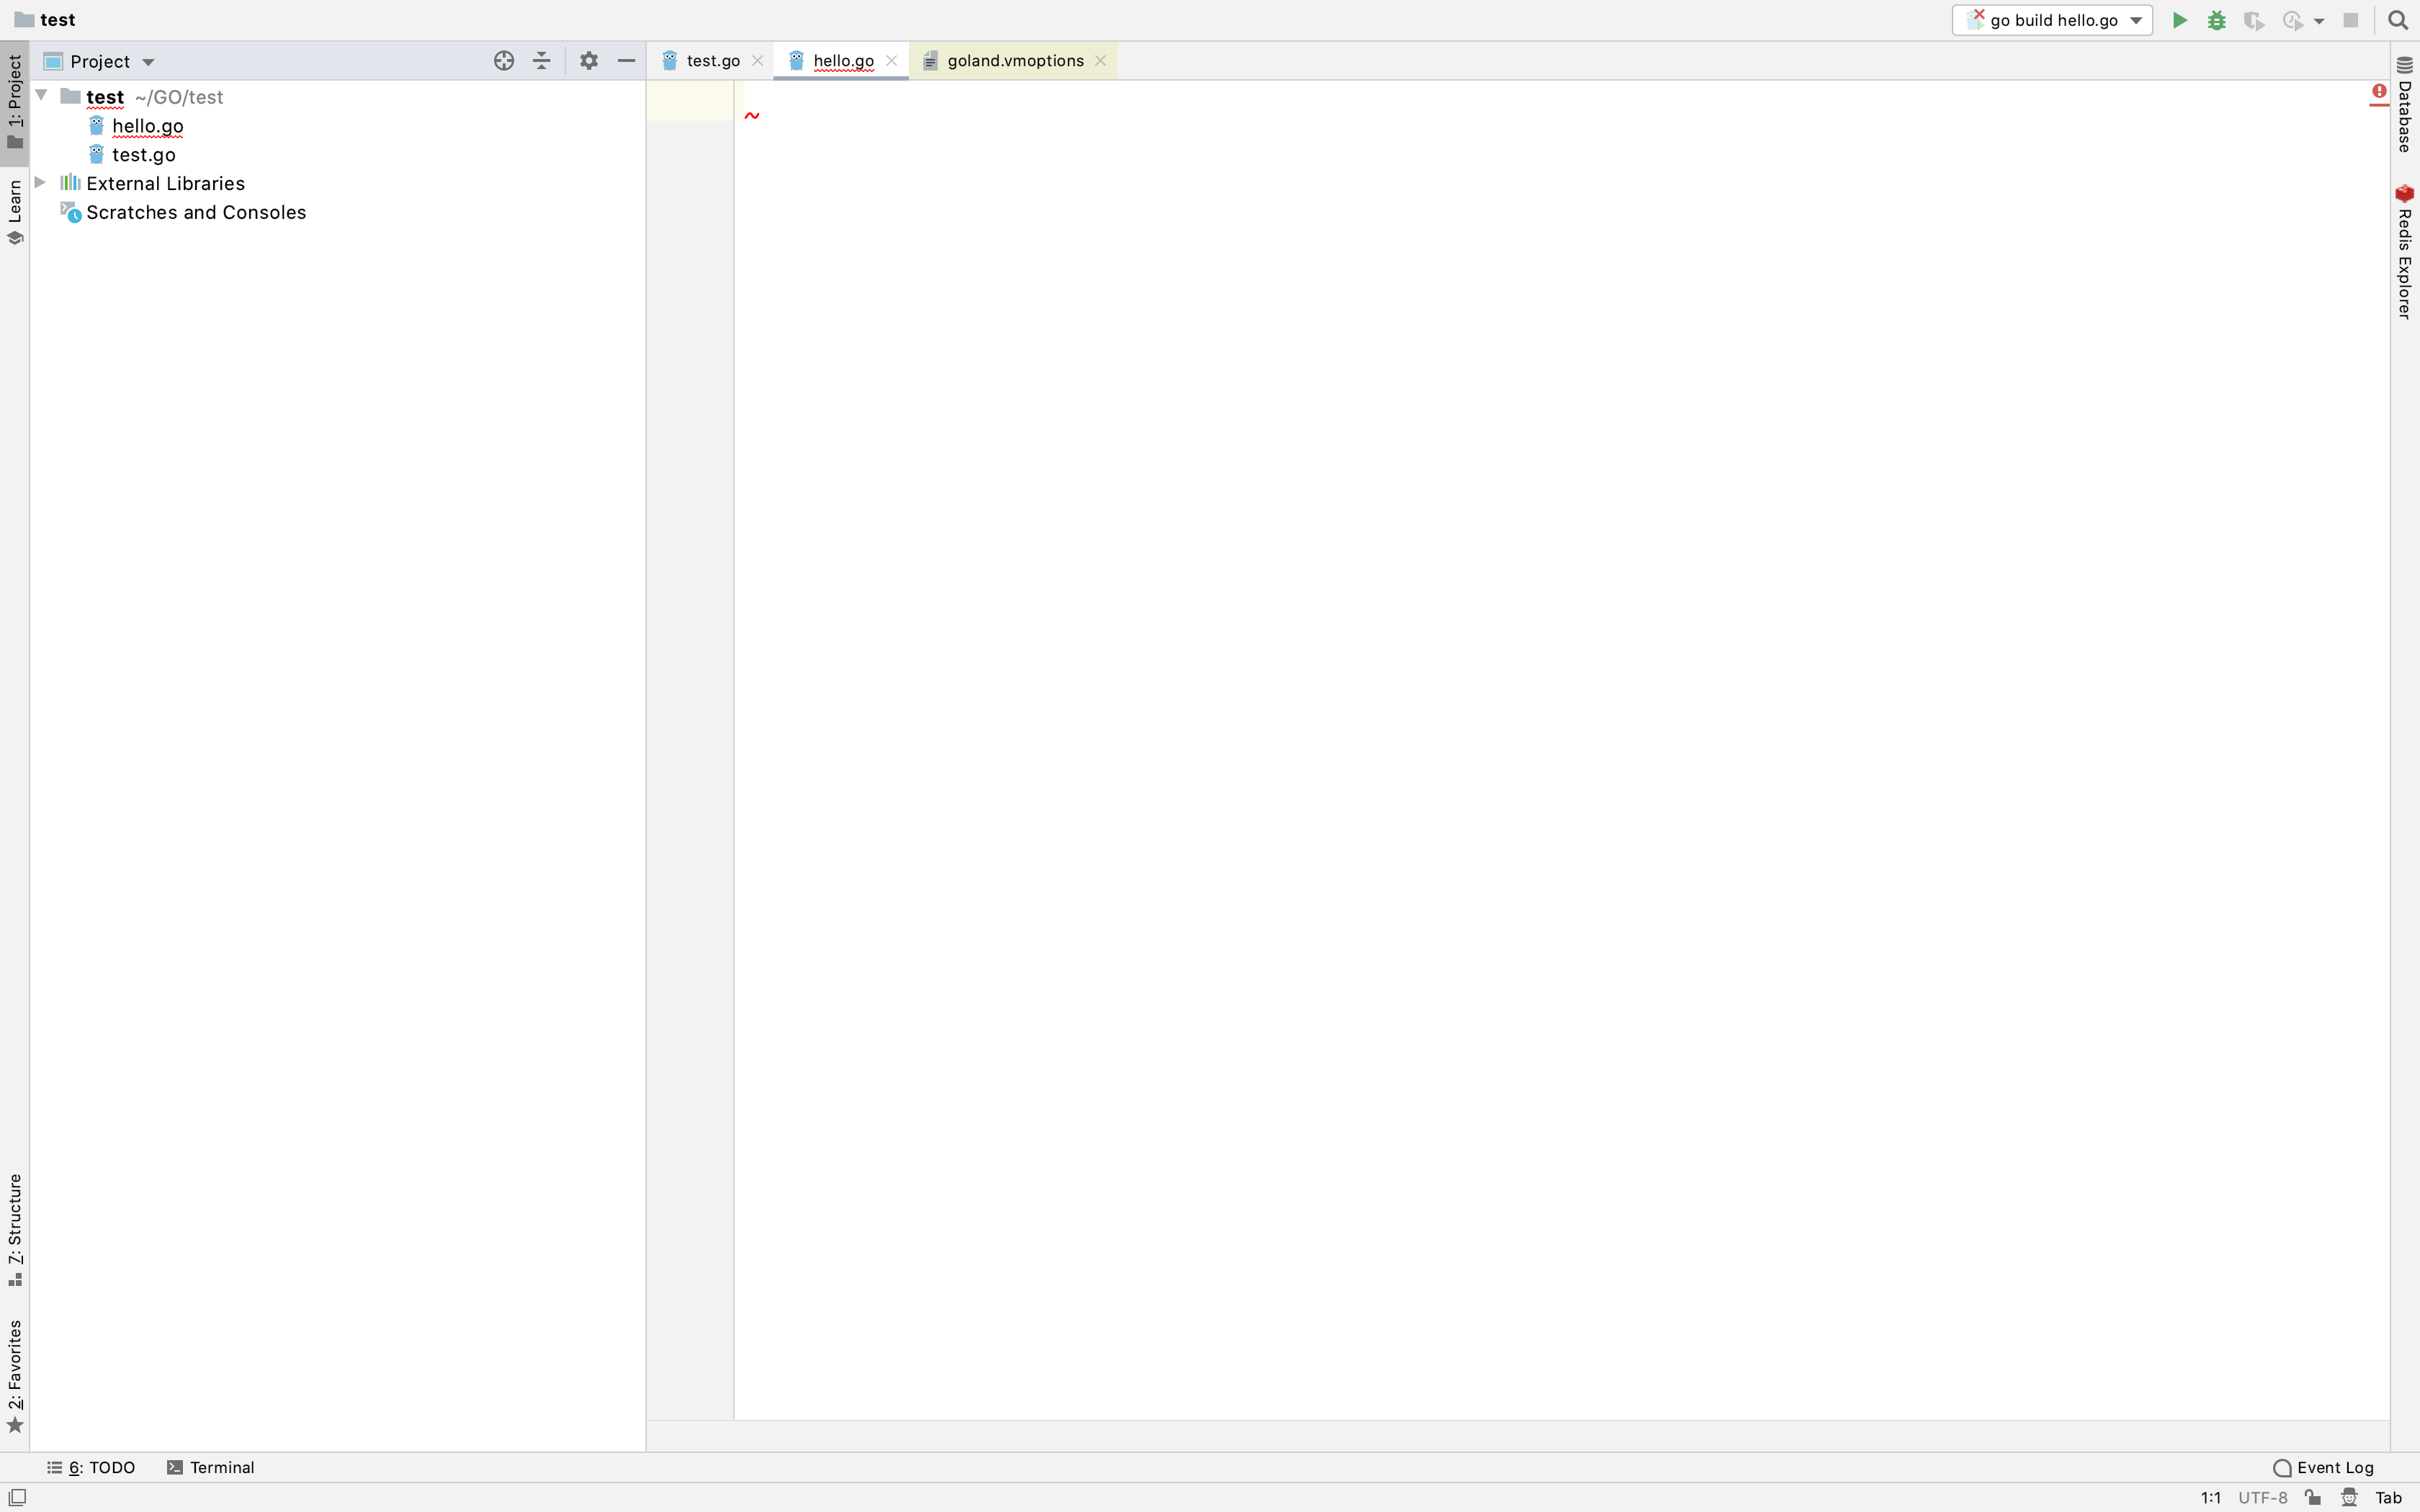 test
go build hello.go
Project
test.go
hello.go
goland.vmoptions
1: Project
Learn
test ~/GO/test
hello.go
test.go
External Libraries
Scratches and Consoles
Database
Redis Explorer
7: Structure
2: Favorites
6: TODO
Terminal
Event Log
1:1 UTF-8 Tab